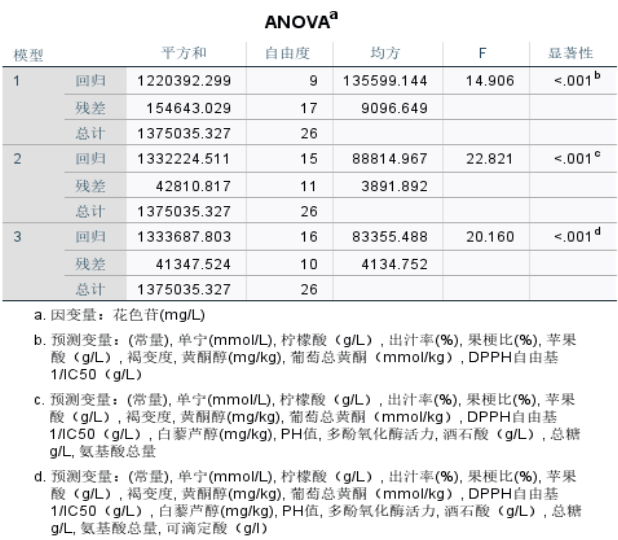 ANOVAa
模型 平方和 自由度 均方 F 显著性
1 回归 1220392.299 9 135599.144 14.906 <.001b
残差 154643.029 17 9096.649
总计 1375035.327 26
2 回归 1332224.511 15 88814.967 22.821 <.001c
残差 42810.817 11 3891.892
总计 1375035.327 26
3 回归 1333687.803 16 83355.488 20.160 <.001d
残差 41347.524 10 4134.752
总计 1375035.327 26
a. 因变量：花色苷(mg/L)
b. 预测变量：(常量), 单宁(mmol/L), 柠檬酸（g/L）, 出汁率(%), 果梗比(%), 苹果
酸（g/L）, 褐变度, 黄酮醇(mg/kg), 葡萄总黄酮（mmol/kg）, DPPH自由基
1/IC50（g/L）
c. 预测变量：(常量), 单宁(mmol/L), 柠檬酸（g/L）, 出汁率(%), 果梗比(%), 苹果
酸（g/L）, 褐变度, 黄酮醇(mg/kg), 葡萄总黄酮（mmol/kg）, DPPH自由基
1/IC50（g/L）, 白藜芦醇(mg/kg), PH值, 多酚氧化酶活力, 酒石酸（g/L）, 总糖
g/L, 氨基酸总量
d. 预测变量：(常量), 单宁(mmol/L), 柠檬酸（g/L）, 出汁率(%), 果梗比(%), 苹果
酸（g/L）, 褐变度, 黄酮醇(mg/kg), 葡萄总黄酮（mmol/kg）, DPPH自由基
1/IC50（g/L）, 白藜芦醇(mg/kg), PH值, 多酚氧化酶活力, 酒石酸（g/L）, 总糖
g/L, 氨基酸总量, 可滴定酸（g/l）